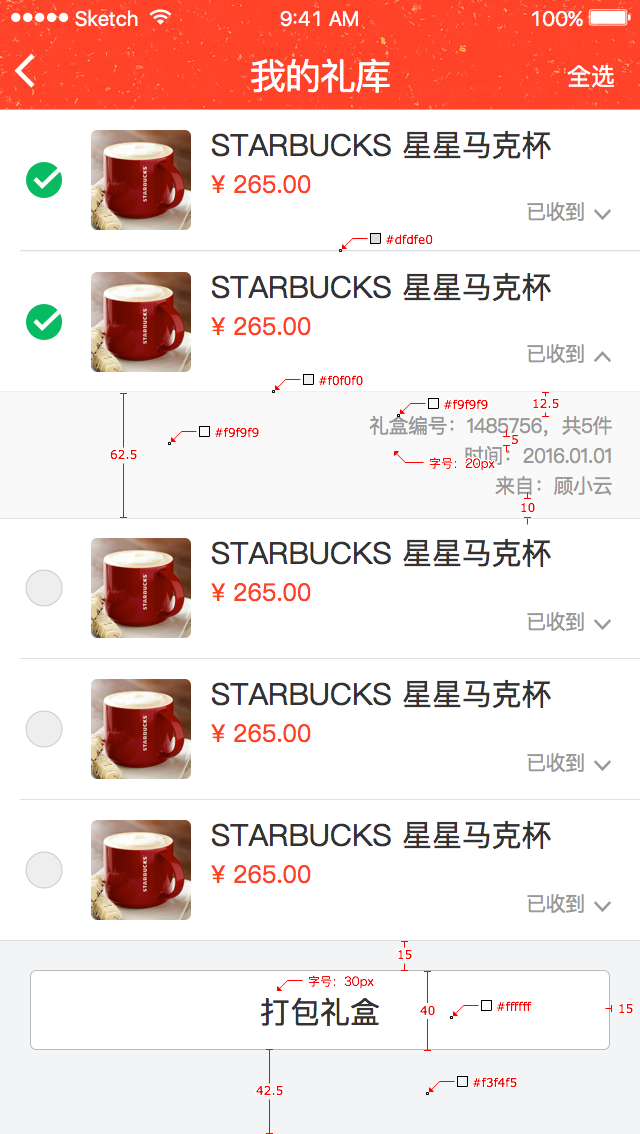 Sketch 9:41 AM 100%
我的礼库 全选
STARBUCKS 星星马克杯
¥ 265.00
已收到
#dfdfe0
STARBUCKS 星星马克杯
¥ 265.00
已收到
#f0f0f0
#f9f9f9 12.5
礼盒编号：1485756，共5件
#f9f9f9
5
62.5
时间：2016.01.01
字号：20px
来自：顾小云
10
STARBUCKS 星星马克杯
¥ 265.00
已收到
STARBUCKS 星星马克杯
¥ 265.00
已收到
STARBUCKS 星星马克杯
¥ 265.00
已收到
15
字号：30px
打包礼盒
40
#ffffff
15
#f3f4f5
42.5
STARBUCKS
STARBUCKS
STARBUCKS
STARBUCKS
STARBUCKS